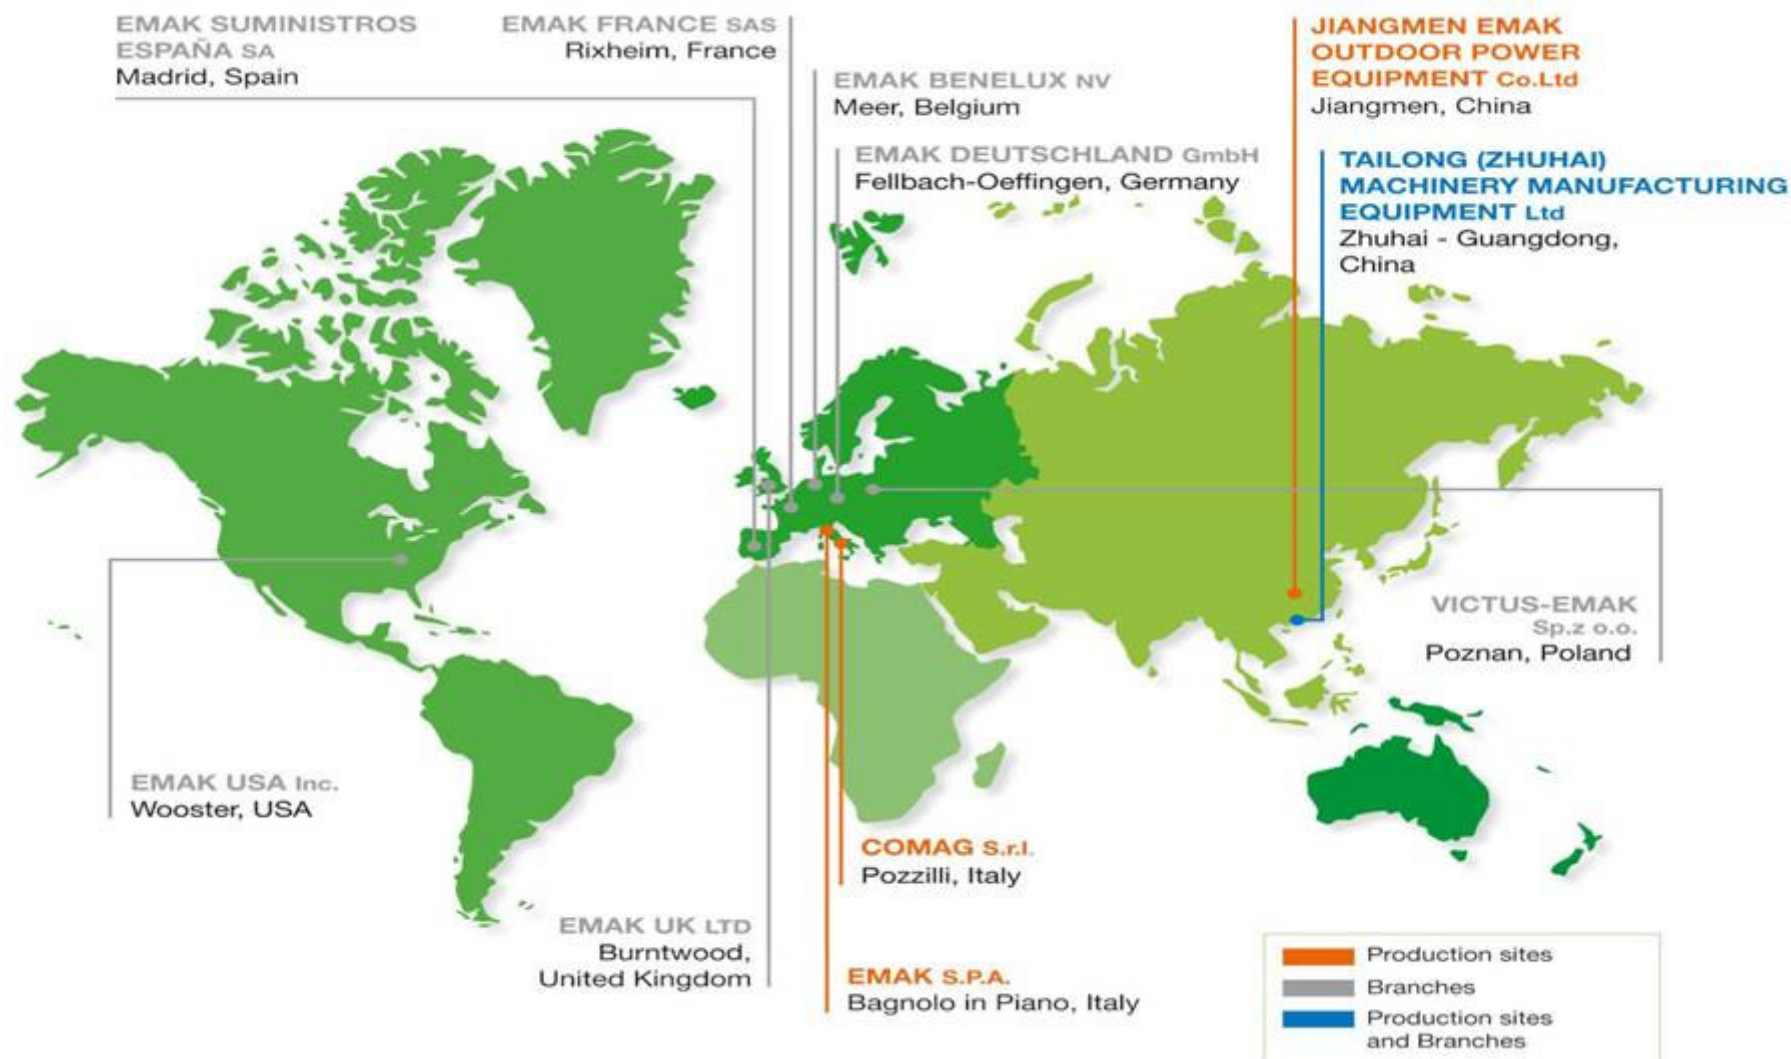 EMAK SUMINISTROS
ESPAÑA SA
Madrid, Spain
EMAK FRANCE SAS
Rixheim, France
EMAK BENELUX NV
Meer, Belgium
EMAK DEUTSCHLAND GmbH
Fellbach-Oeffingen, Germany
JIANGMEN EMAK
OUTDOOR POWER
EQUIPMENT Co.Ltd
Jiangmen, China
TAILONG (ZHUHAI)
MACHINERY MANUFACTURING
EQUIPMENT Ltd
Zhuhai - Guangdong,
China
VICTUS-EMAK
Sp.z o.o.
Poznan, Poland
EMAK USA Inc.
Wooster, USA
COMAG S.r.l.
Pozzilli, Italy
EMAK UK LTD
Burntwood,
United Kingdom
EMAK S.P.A.
Bagnolo in Piano, Italy
Production sites
Branches
Production sites
and Branches